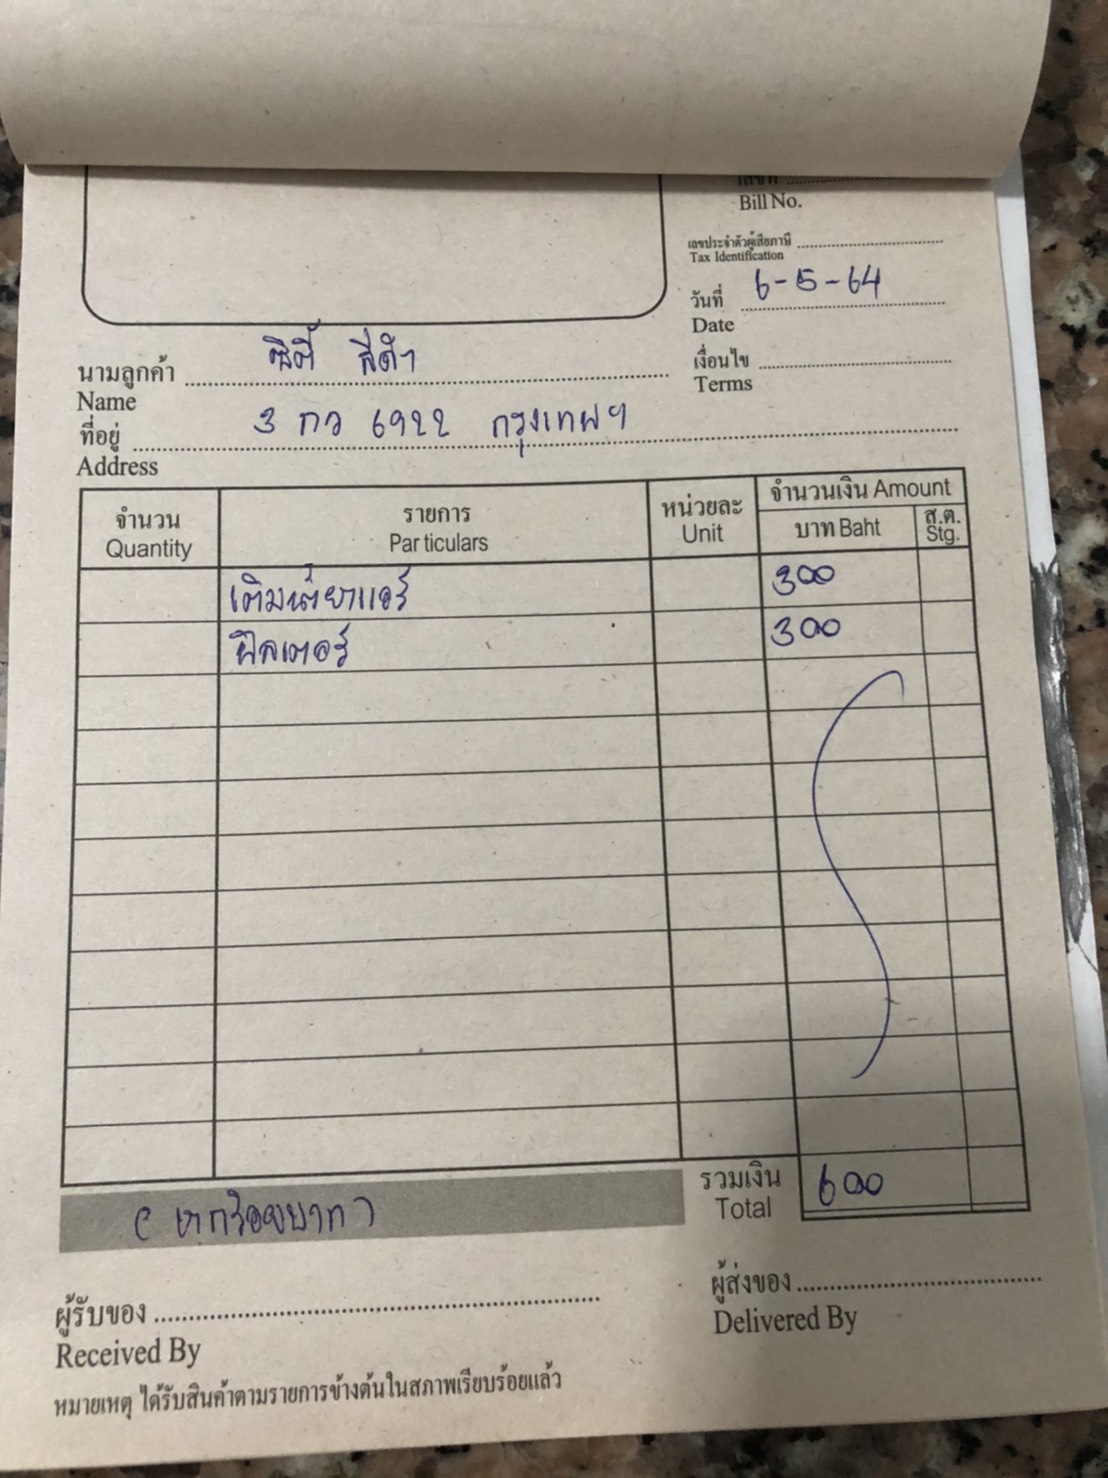 Bill No.
เลขประจำตัวผู้เสียภาษี
Tax Identification
วันที่ 6-5-64
Date
นามลูกค้า ซิตี้ สีดำ
Name
เงื่อนไข
Terms
ที่อยู่ 3 กว 6922 กรุงเทพฯ
Address
จำนวน รายการ หน่วยละ จำนวนเงิน Amount
Quantity Particulars Unit บาท Baht ส.ต. Stg.
เติมน้ำยาแอร์ 300
ฟิลเตอร์ 300
รวมเงิน 600
Total
(หกร้อยบาท)
ผู้รับของ
Received By
ผู้ส่งของ
Delivered By
หมายเหตุ ได้รับสินค้าตามรายการข้างต้นในสภาพเรียบร้อยแล้ว